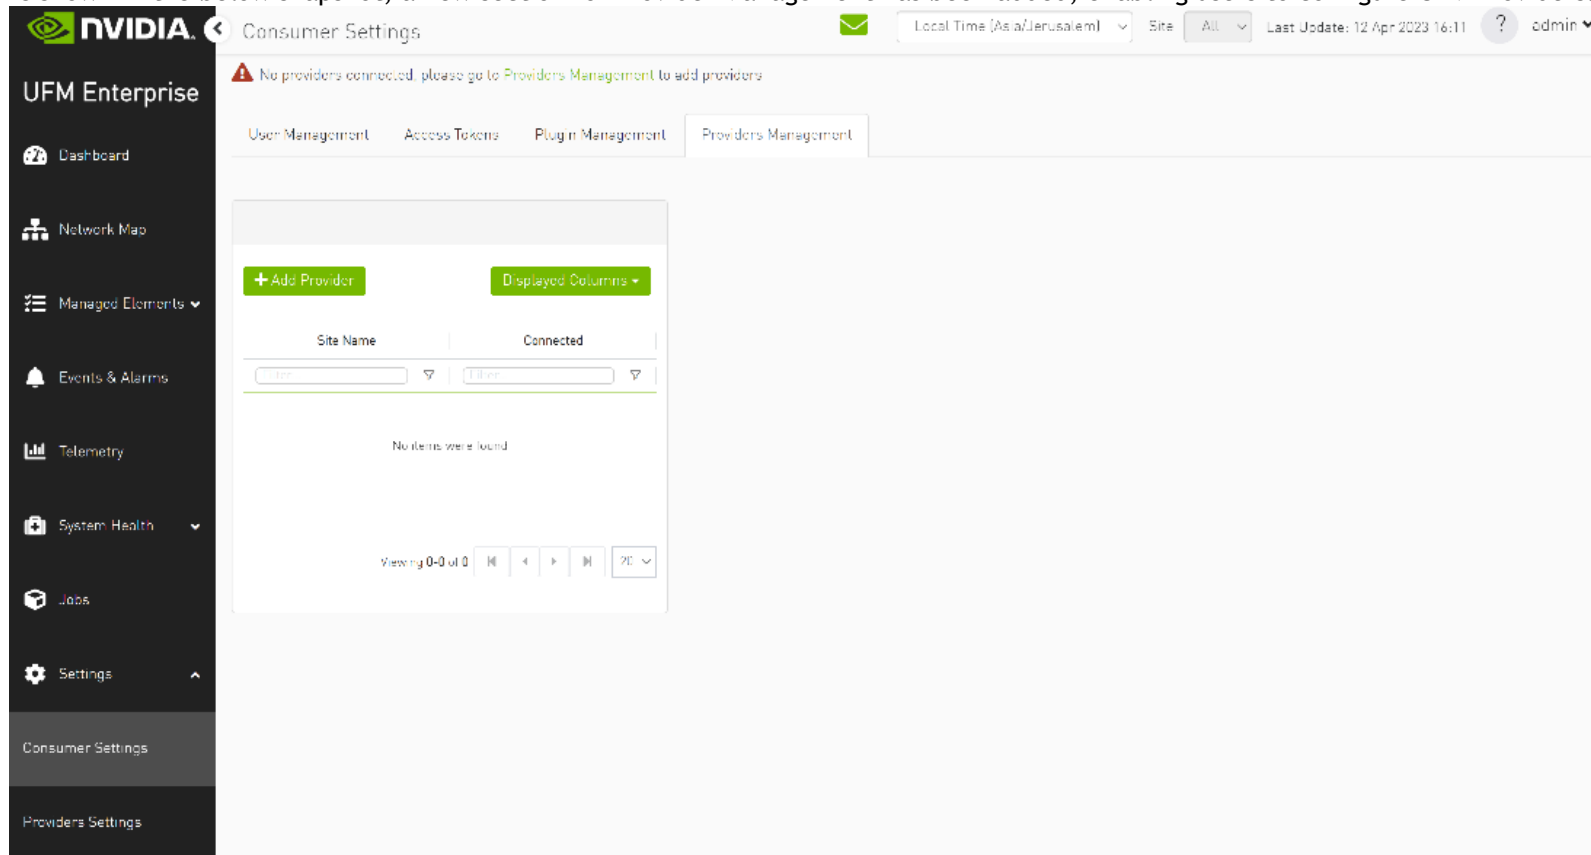 NVIDIA.
Consumer Settings
Local Time (Asia/Jerusalem)
Site
All
Last Update: 12 Apr 2023 16:11
?
admin
No providers connected, please go to Providers Management to add providers
UFM Enterprise
User Management
Access Tokens
Plugin Management
Providers Management
Dashboard
Network Map
Managed Elements
Events & Alarms
Telemetry
System Health
Jobs
Settings
Consumer Settings
Providers Settings
Add Provider
Displayed Columns
Site Name
Connected
Filter...
Filter...
No items were found
Viewing 0-0 of 0
20